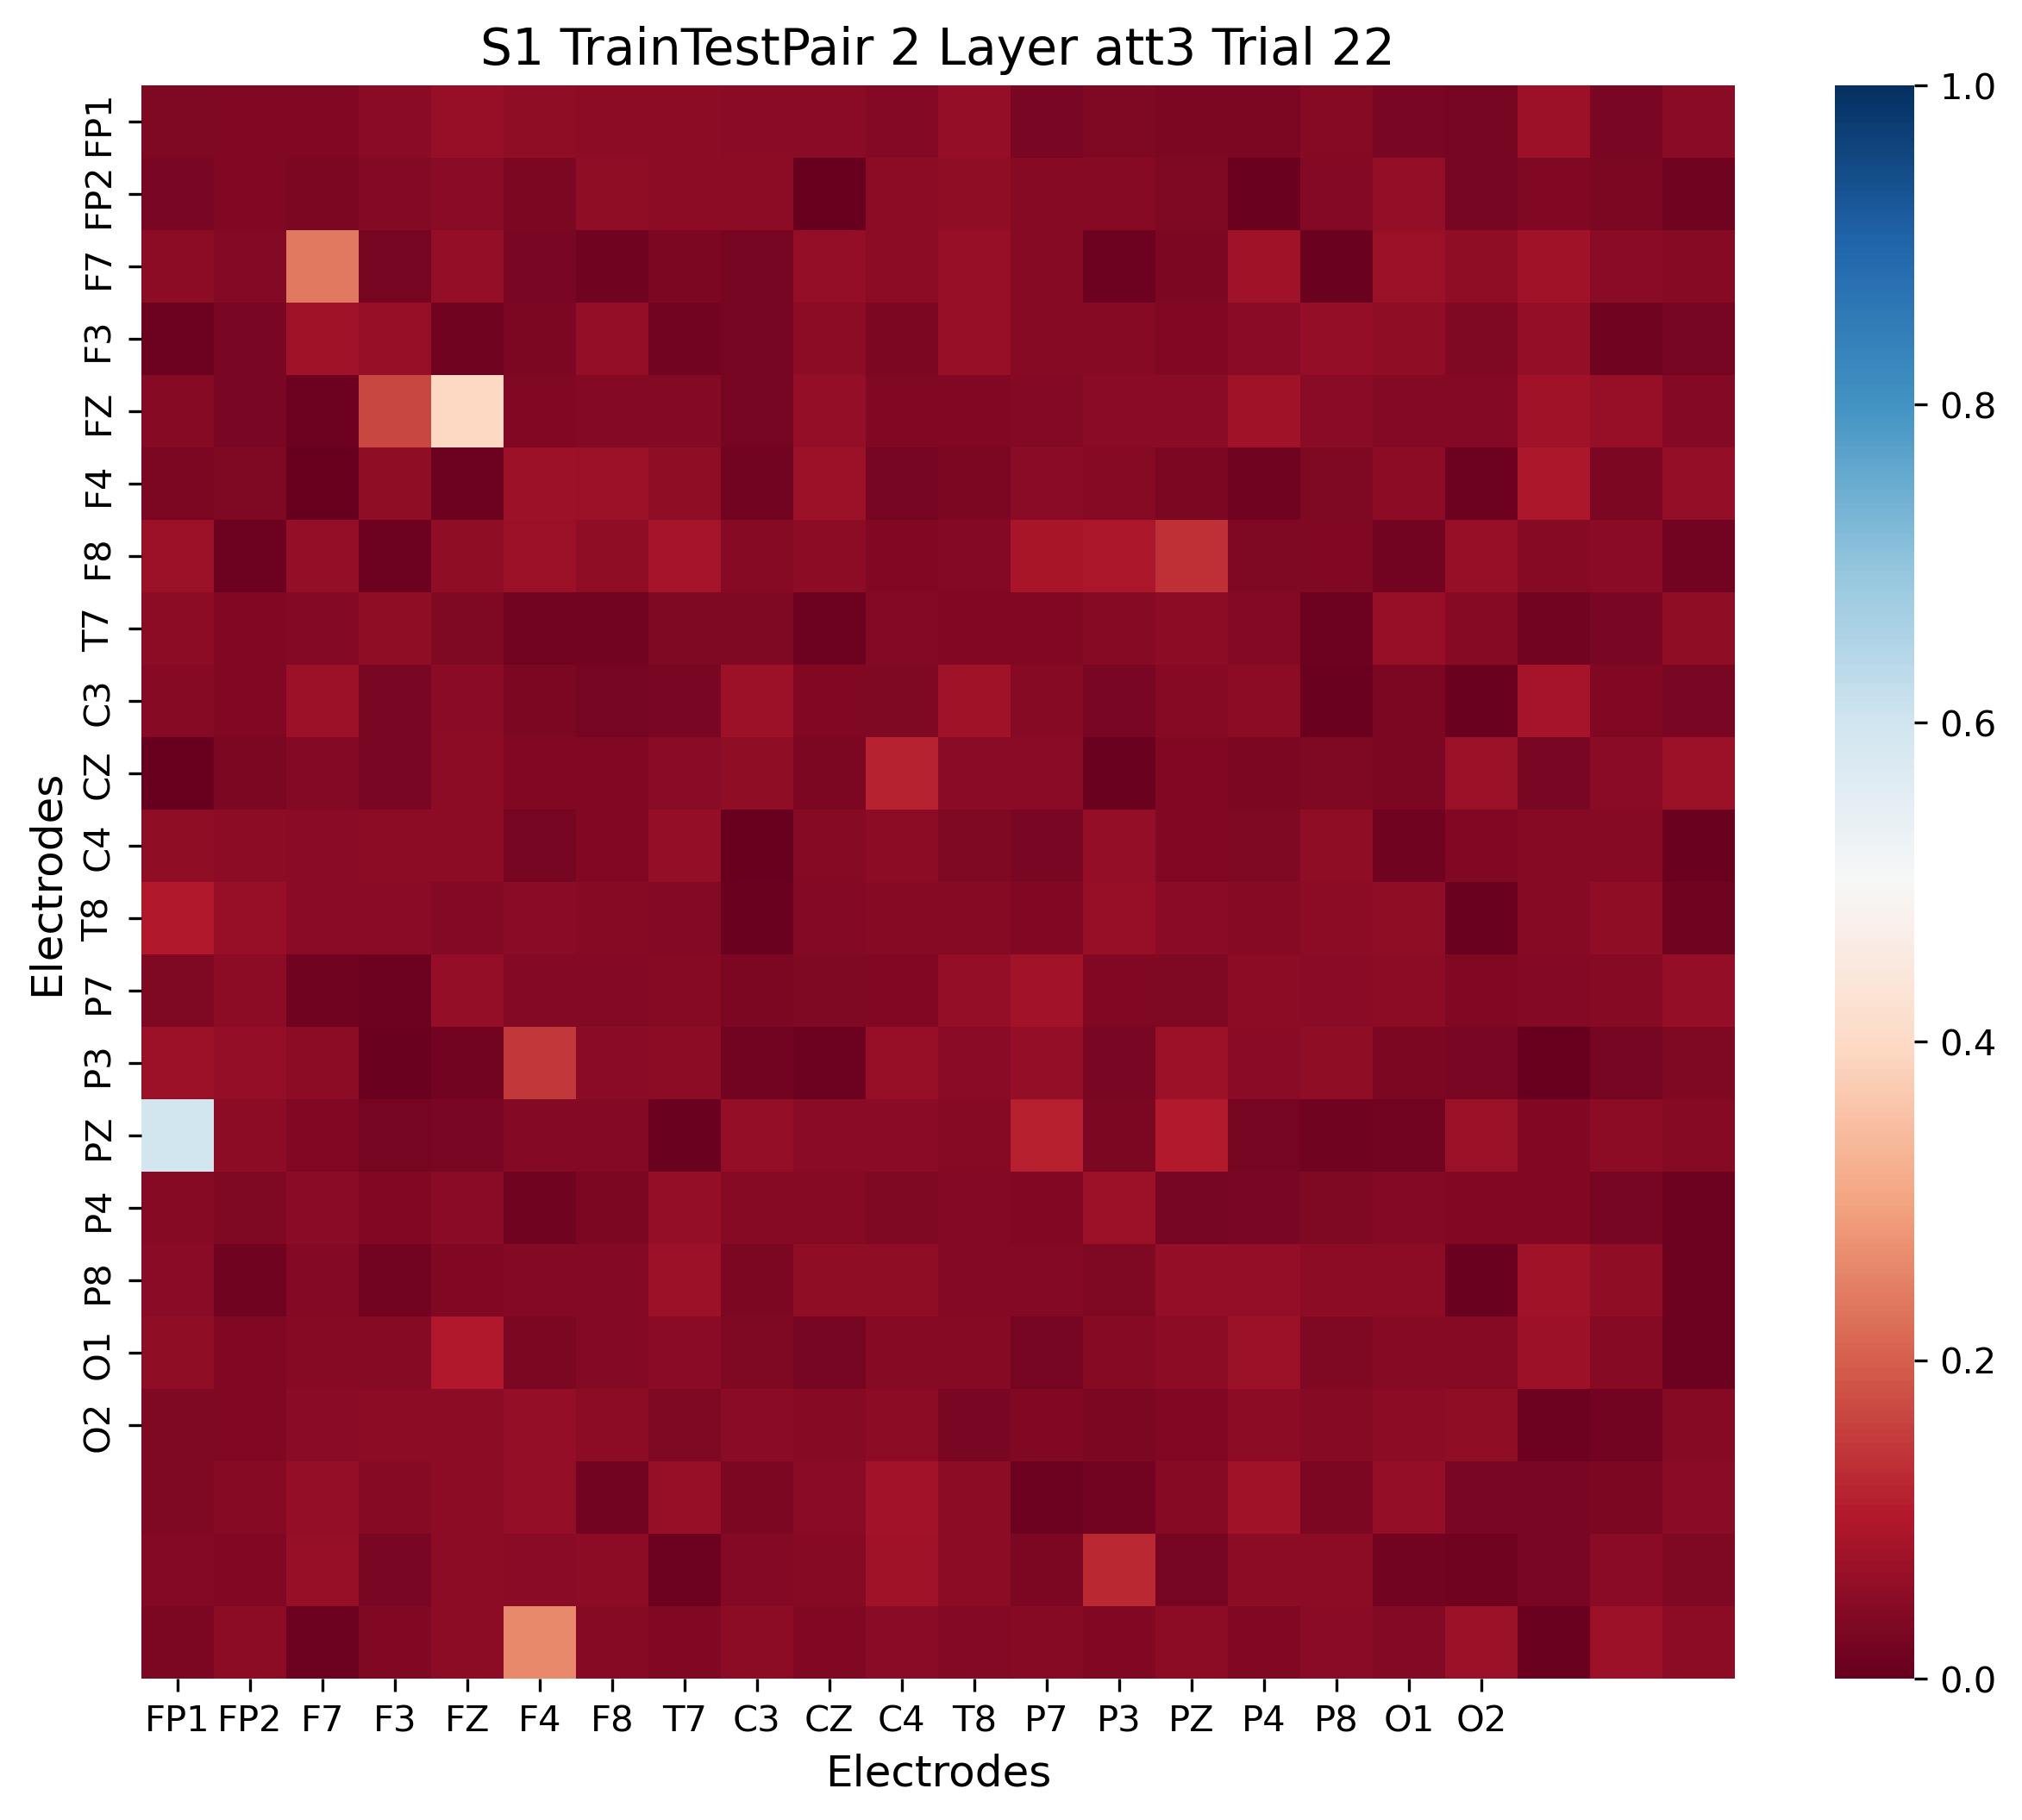 S1 TrainTestPair 2 Layer att3 Trial 22
Electrodes
FP1
FP2
F7
F3
FZ
F4
F8
T7
C3
CZ
C4
T8
P7
P3
PZ
P4
P8
O1
O2
FP1 FP2 F7 F3 FZ F4 F8 T7 C3 CZ C4 T8 P7 P3 PZ P4 P8 O1 O2
Electrodes
1.0
0.8
0.6
0.4
0.2
0.0